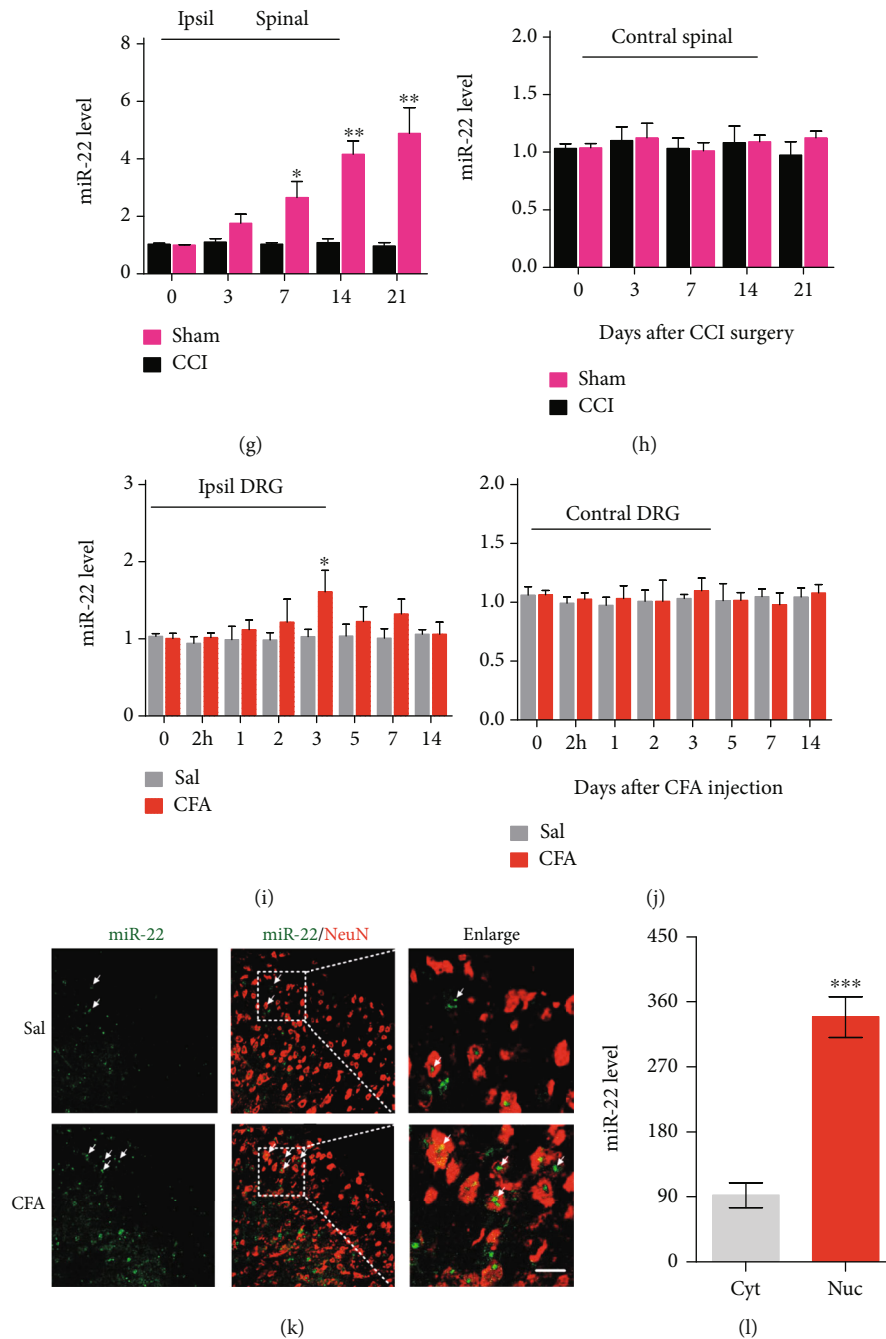 Ipsil Spinal
miR-22 level
8
6
4
2
0
0 3 7 14 21
* ** **
Sham
CCI
(g)
Contral spinal
miR-22 level
2.0
1.5
1.0
0.5
0.0
0 3 7 14 21
Days after CCI surgery
Sham
CCI
(h)
Ipsil DRG
miR-22 level
3
2
1
0
*
0 2h 1 2 3 5 7 14
Sal
CFA
(i)
Contral DRG
2.0
1.5
1.0
0.5
0.0
0 2h 1 2 3 5 7 14
Days after CFA injection
Sal
CFA
(j)
miR-22 miR-22/NeuN Enlarge
Sal
CFA
(k)
miR-22 level
450
360
270
180
90
0
***
Cyt Nuc
(l)